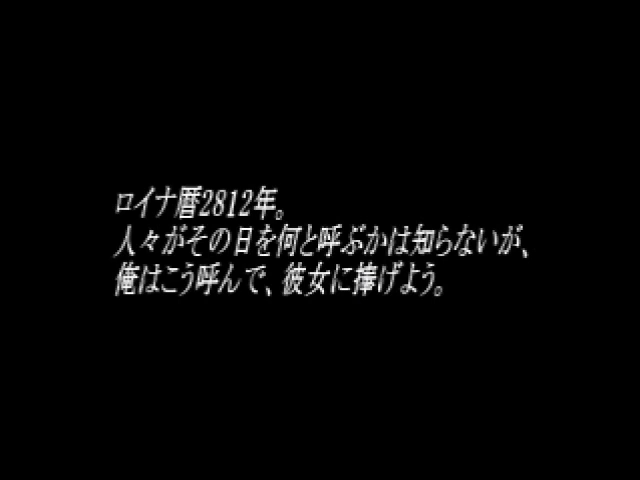 ロイナ暦2812年。
人々がその日を何と呼ぶかは知らないが、
俺はこう呼んで、彼女に捧げよう。